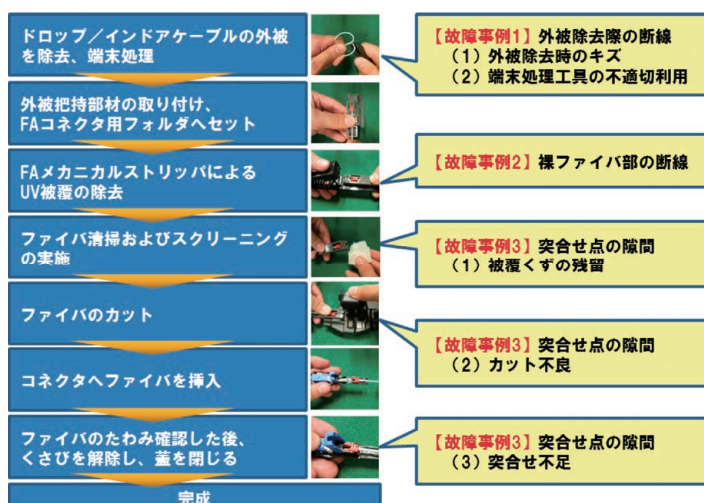 ドロップ／インドアケーブルの外被
を除去、端末処理
【故障事例1】外被除去際の断線
（1）外被除去時のキズ
（2）端末処理工具の不適切利用
外被把持部材の取り付け、
FAコネクタ用フォルダへセット
FAメカニカルストリッパによる
UV被覆の除去
【故障事例2】裸ファイバ部の断線
ファイバ清掃およびスクリーニング
の実施
【故障事例3】突合せ点の隙間
（1）被覆くずの残留
ファイバのカット
【故障事例3】突合せ点の隙間
（2）カット不良
コネクタへファイバを挿入
ファイバのたわみ確認した後、
くさびを解除し、蓋を閉じる
【故障事例3】突合せ点の隙間
（3）突合せ不足
完成